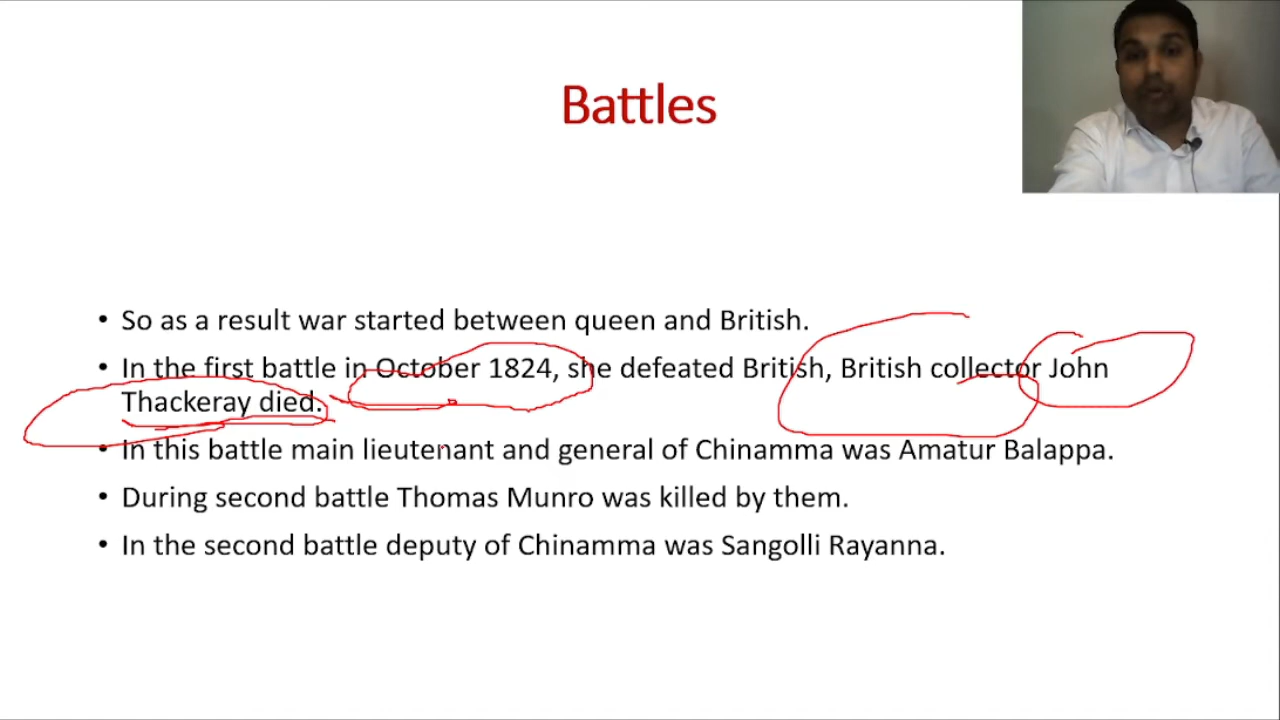 Battles
• So as a result war started between queen and British.
• In the first battle in October 1824, she defeated British, British collector John
Thackeray died.
• In this battle main lieutenant and general of Chinamma was Amatur Balappa.
• During second battle Thomas Munro was killed by them.
• In the second battle deputy of Chinamma was Sangolli Rayanna.